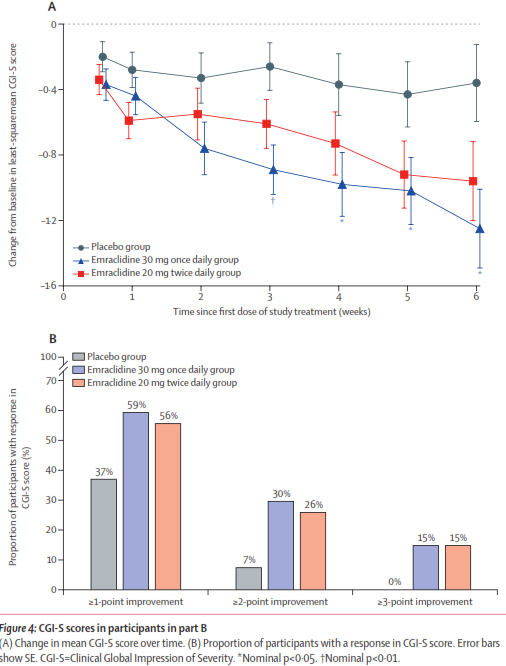 A
0
−0.4
−0.8
−1.2
−1.6
Change from baseline in least-squaremean CGI-S score
†
*
*
*
Placebo group
Emraclidine 30 mg once daily group
Emraclidine 20 mg twice daily group
0
1
2
3
4
5
6
Time since first dose of study treatment (weeks)
B
100
70
60
50
40
30
20
10
0
Proportion of participants with response in
CGI-S score (%)
Placebo group
Emraclidine 30 mg once daily group
Emraclidine 20 mg twice daily group
37%
59%
56%
7%
30%
26%
0%
15%
15%
≥1-point improvement
≥2-point improvement
≥3-point improvement
Figure 4: CGI-S scores in participants in part B
(A) Change in mean CGI-S score over time. (B) Proportion of participants with a response in CGI-S score. Error bars
show SE. CGI-S=Clinical Global Impression of Severity. *Nominal p<0·05. †Nominal p<0·01.